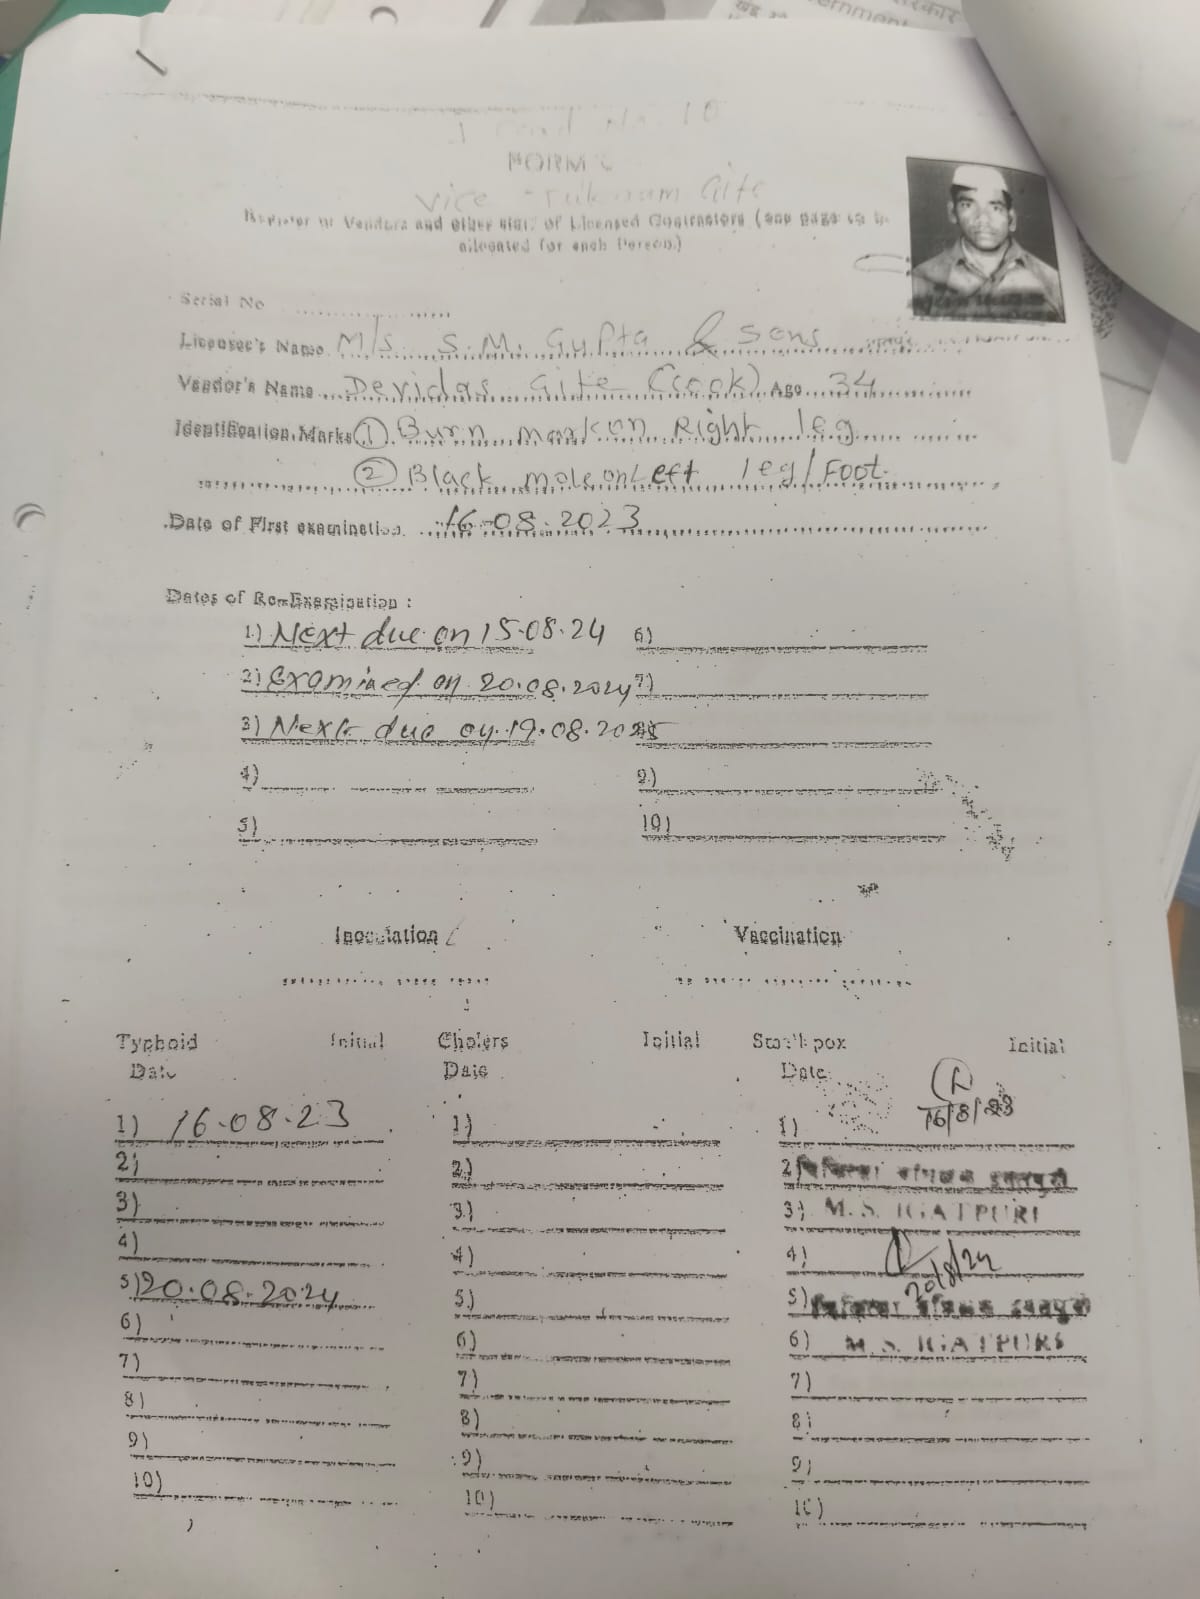 I Card No. 10
FORM C
Vice Tukaram Gite
Register of Vendors and other staff of Licensed Contractors (one page to be
allocated for each Person)
Serial No
Licensee's Name M/s. S.M. Gupta & sons
Vendor's Name Devidas Gite (cook) Age 34
Identification Marks ① Burn mark on Right leg
② Black mole on Left leg / Foot.
Date of First examination 16-08-2023
Dates of Re-Examination :
1) Next due on 15.08.24 6)
2) Examined on 20.08.2024 7)
3) Next due on 19.08.2025
4) 9)
5) 10)
Inoculation Vaccination
Typhoid Initial Cholers Initial Small pox Initial
Date Date Date
1) 16-08-23 1) 1) 16/8/23
2) 2) 2)
3) 3) 3) M.S. IGATPURI
4) 4) 4) 20/8/24
5) 20.08.2024 5) 5)
6) 6) 6) M.S. IGATPURI
7) 7) 7)
8) 8) 8)
9) 9) 9)
10) 10) 10)